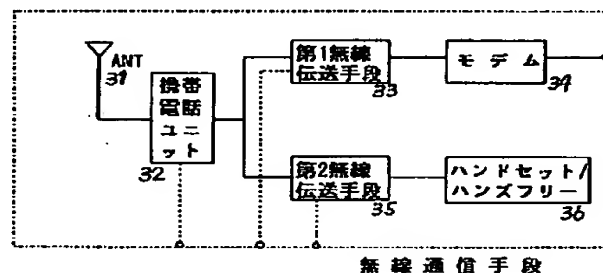 ANT
31
携帯
電話
ユニ
ット
32
第1無線
伝送手段
33
モデム
34
第2無線
伝送手段
35
ハンドセット/
ハンズフリー
36
無線通信手段